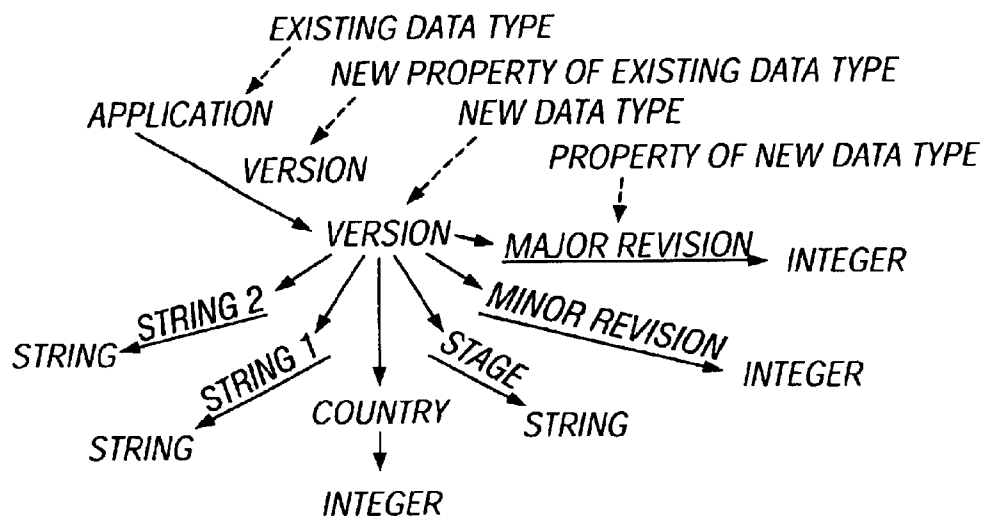 EXISTING DATA TYPE
NEW PROPERTY OF EXISTING DATA TYPE
APPLICATION
NEW DATA TYPE
VERSION
PROPERTY OF NEW DATA TYPE
VERSION
MAJOR REVISION
INTEGER
STRING 2
MINOR REVISION
STRING
STRING 1
STAGE
INTEGER
COUNTRY
STRING
STRING
INTEGER